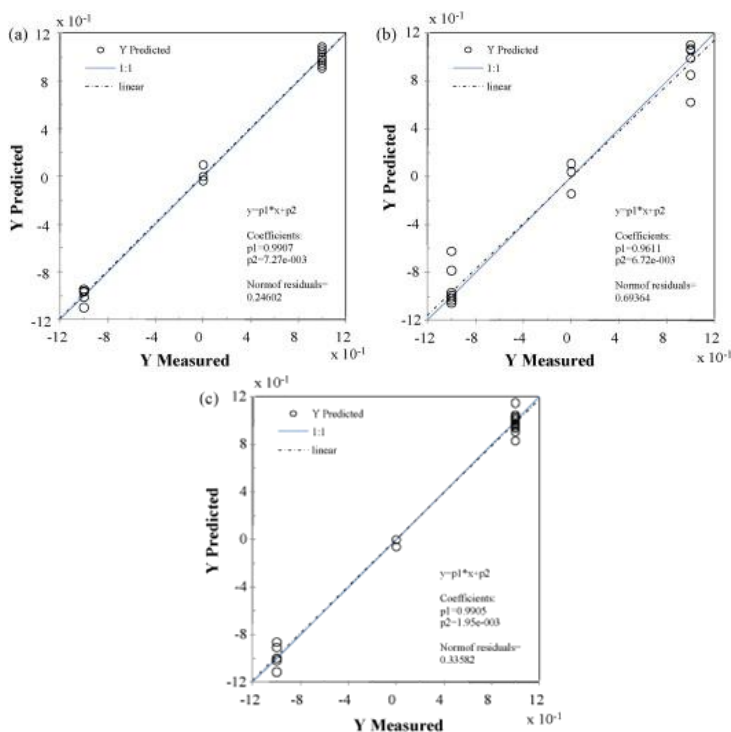 (a)
x 10-1
12
8
4
0
-4
-8
-12
Y Predicted
Y Predicted
1:1
linear
y=p1*x+p2
Coefficients:
p1=0.9907
p2=7.27e-003
Normof residuals=
0.24602
-12 -8 -4 0 4 8 12
x 10-1
Y Measured
(b)
x 10-1
12
8
4
0
-4
-8
-12
Y Predicted
Y Predicted
1:1
linear
y=p1*x+p2
Coefficients:
p1=0.9611
p2=6.72e-003
Normof residuals=
0.69364
-12 -8 -4 0 4 8 12
x 10-1
Y Measured
(c)
x 10-1
12
8
4
0
-4
-8
-12
Y Predicted
Y Predicted
1:1
linear
y=p1*x+p2
Coefficients:
p1=0.9905
p2=1.95e-003
Normof residuals=
0.33582
-12 -8 -4 0 4 8 12
x 10-1
Y Measured